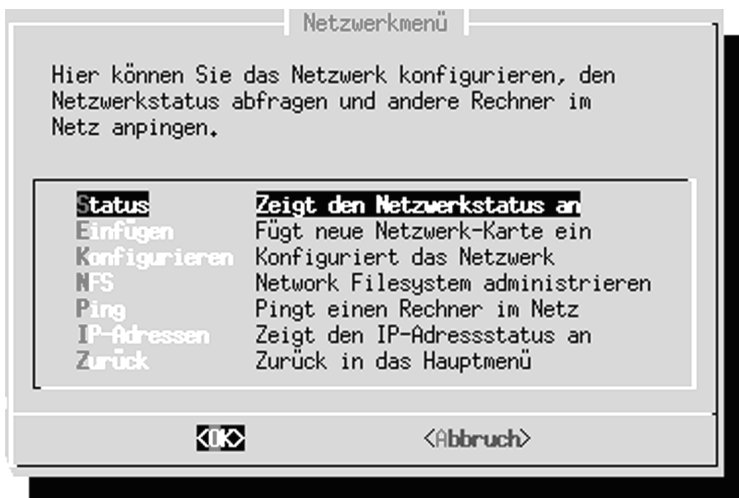 Netzwerkmenü
Hier können Sie das Netzwerk konfigurieren, den
Netzwerkstatus abfragen und andere Rechner im
Netz anpingen.
Status Zeigt den Netzwerkstatus an
Einfügen Fügt neue Netzwerk-Karte ein
Konfigurieren Konfiguriert das Netzwerk
NFS Network Filesystem administrieren
Ping Pingt einen Rechner im Netz
IP-Adressen Zeigt den IP-Adressstatus an
Zurück Zurück in das Hauptmenü
<OK> <Abbruch>